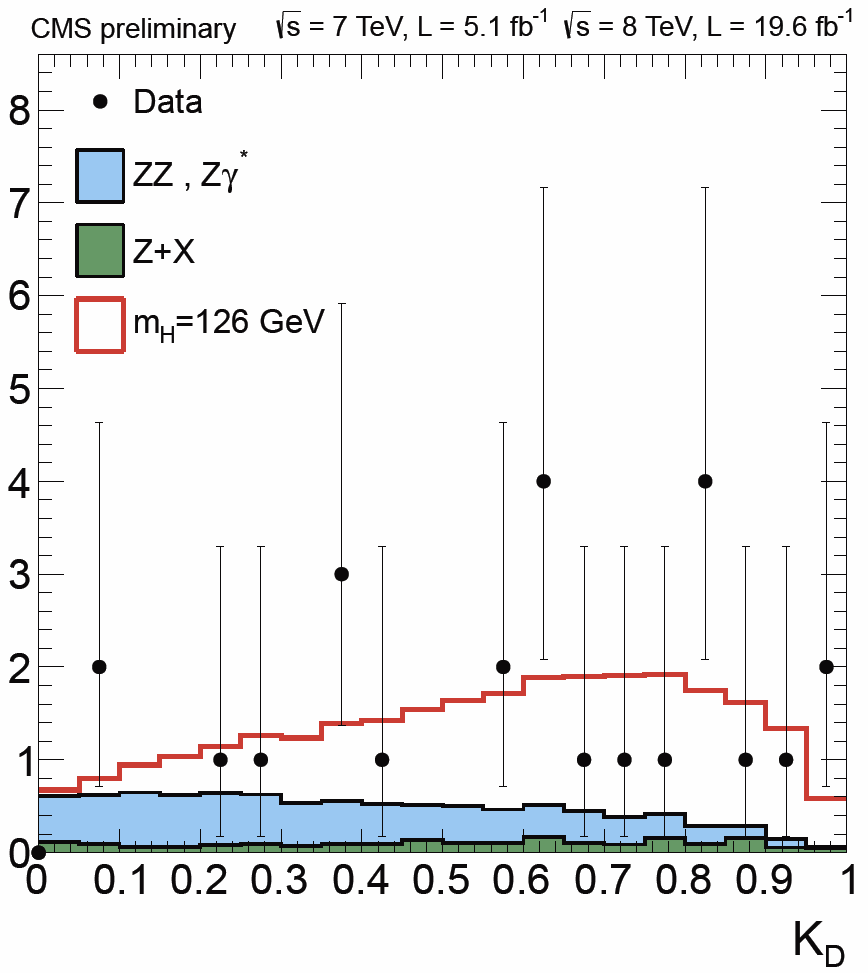 CMS preliminary √s = 7 TeV, L = 5.1 fb⁻¹ √s = 8 TeV, L = 19.6 fb⁻¹
8
Data
ZZ , Zγ*
7
Z+X
6
m_H=126 GeV
5
4
3
2
1
0
0 0.1 0.2 0.3 0.4 0.5 0.6 0.7 0.8 0.9 1
K_D